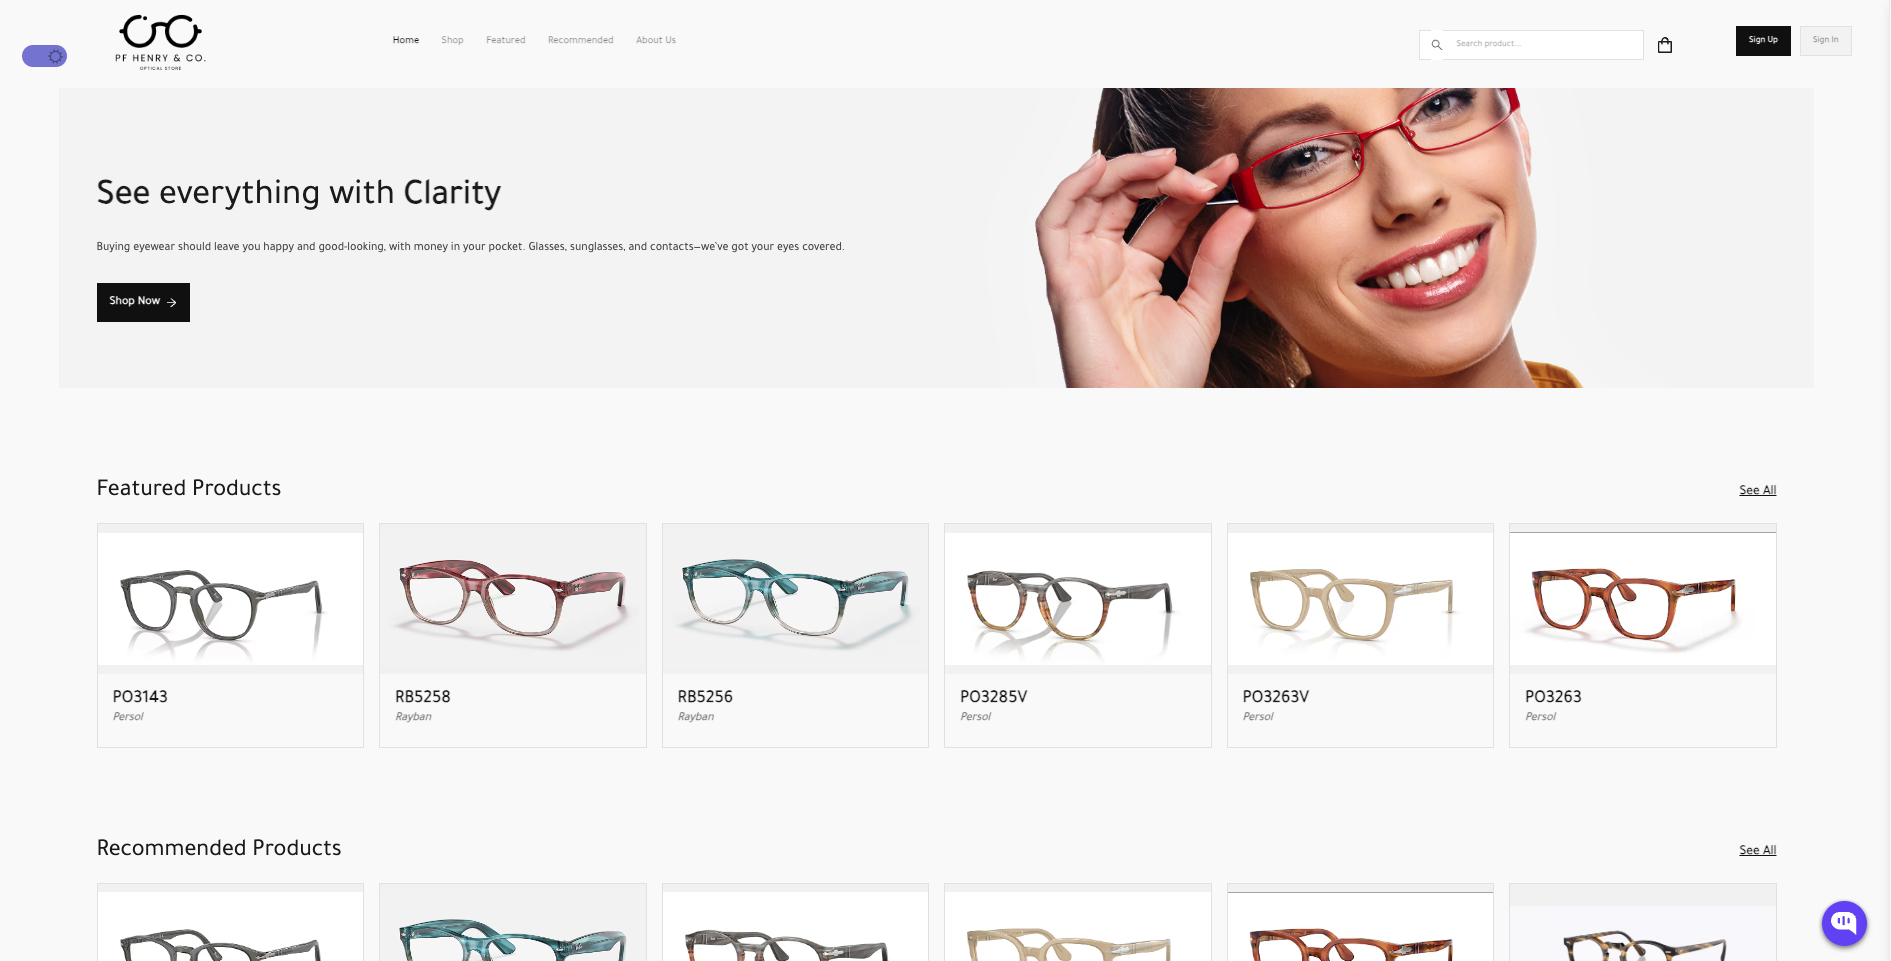 PF HENRY & CO.
OPTICAL STORE
Home Shop Featured Recommended About Us
Search product...
Sign Up
Sign In
See everything with Clarity
Buying eyewear should leave you happy and good-looking, with money in your pocket. Glasses, sunglasses, and contacts—we've got your eyes covered.
Shop Now
Featured Products
See All
PO3143
Persol
RB5258
Rayban
RB5256
Rayban
PO3285V
Persol
PO3263V
Persol
PO3263
Persol
Recommended Products
See All